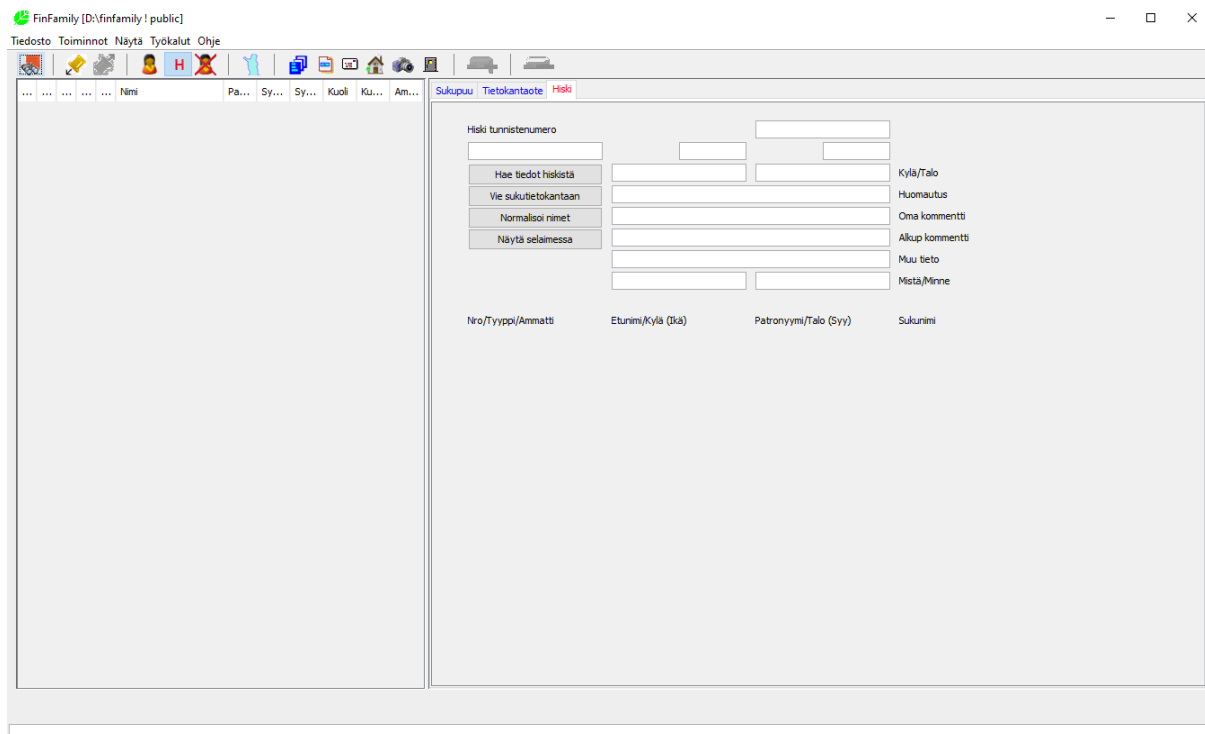 FinFamily [D:\finfamily ! public]
Tiedosto Toiminnot Näytä Työkalut Ohje
H VII
... ... ... ... ... Nimi Pa... Sy... Sy... Kuoli Ku... Am...
Sukupuu Tietokantaote Hiski
Hiski tunnistenumero
Hae tiedot hiskistä Kylä/Talo
Vie sukutietokantaan Huomautus
Normalisoi nimet Oma kommentti
Näytä selaimessa Alkup kommentti
Muu tieto
Mistä/Minne
Nro/Tyyppi/Ammatti Etunimi/Kylä (Ikä) Patronyymi/Talo (Syy) Sukunimi